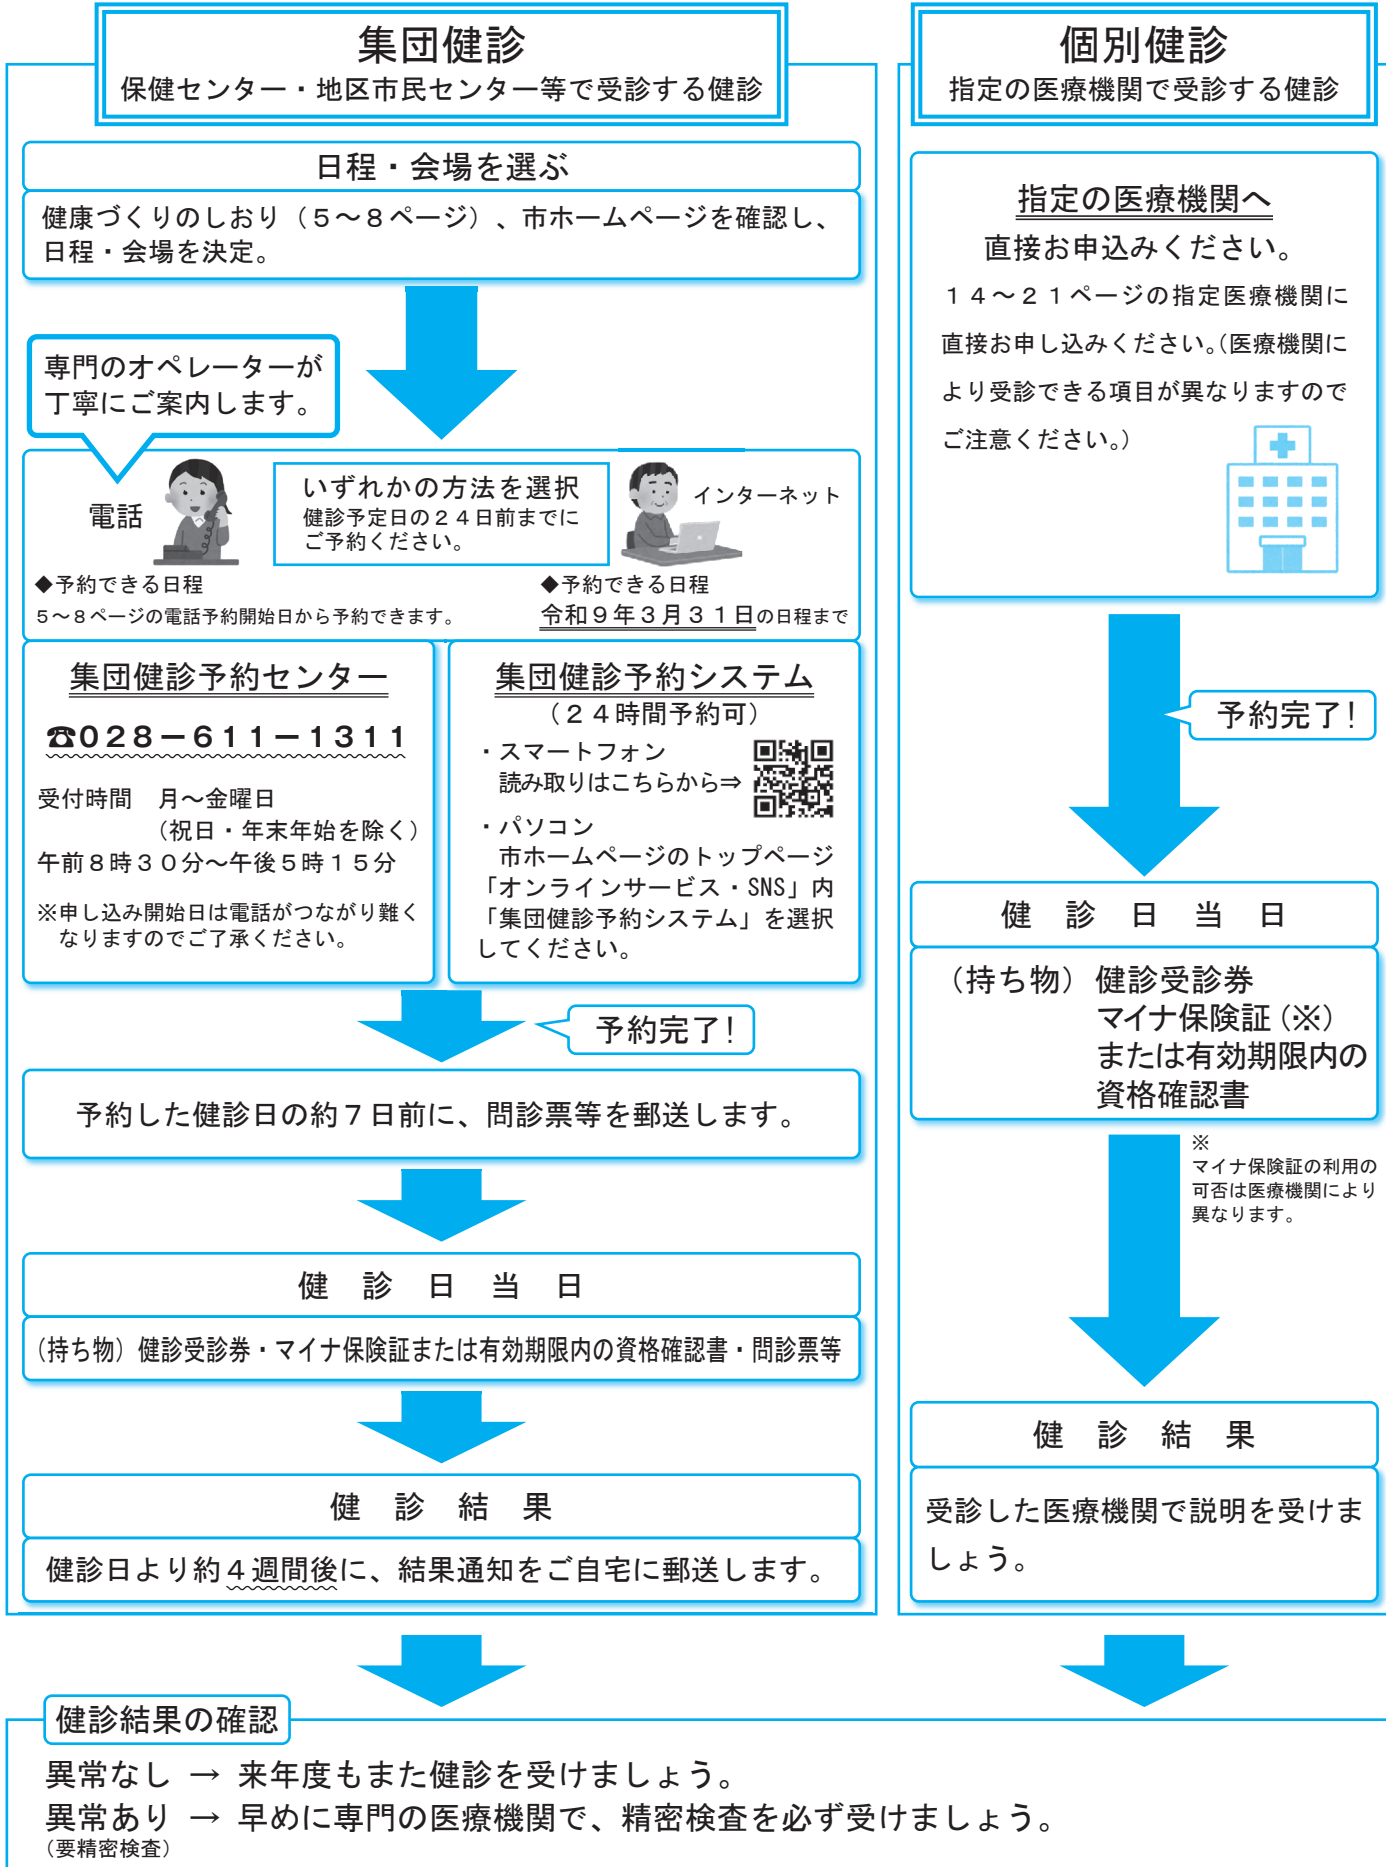 集団健診
保健センター・地区市民センター等で受診する健診
日程・会場を選ぶ
健康づくりのしおり（５～８ページ）、市ホームページを確認し、
日程・会場を決定。
専門のオペレーターが
丁寧にご案内します。
電話
いずれかの方法を選択
健診予定日の２４日前までに
ご予約ください。
インターネット
◆予約できる日程
５～８ページの電話予約開始日から予約できます。
◆予約できる日程
令和９年３月３１日の日程まで
集団健診予約センター
☎０２８－６１１－１３１１
受付時間　月～金曜日
（祝日・年末年始を除く）
午前８時３０分～午後５時１５分
※申し込み開始日は電話がつながり難く
なりますのでご了承ください。
集団健診予約システム
（２４時間予約可）
・スマートフォン
読み取りはこちらから⇒
・パソコン
市ホームページのトップページ
「オンラインサービス・SNS」内
「集団健診予約システム」を選択
してください。
予約完了！
予約した健診日の約７日前に、問診票等を郵送します。
健　診　日　当　日
（持ち物）健診受診券・マイナ保険証または有効期限内の資格確認書・問診票等
健　診　結　果
健診日より約４週間後に、結果通知をご自宅に郵送します。
個別健診
指定の医療機関で受診する健診
指定の医療機関へ
直接お申込みください。
１４～２１ページの指定医療機関に
直接お申し込みください。（医療機関に
より受診できる項目が異なりますので
ご注意ください。）
予約完了！
健　診　日　当　日
（持ち物）健診受診券
マイナ保険証（※）
または有効期限内の
資格確認書
※
マイナ保険証の利用の
可否は医療機関により
異なります。
健　診　結　果
受診した医療機関で説明を受けま
しょう。
健診結果の確認
異常なし → 来年度もまた健診を受けましょう。
異常あり → 早めに専門の医療機関で、精密検査を必ず受けましょう。
（要精密検査）